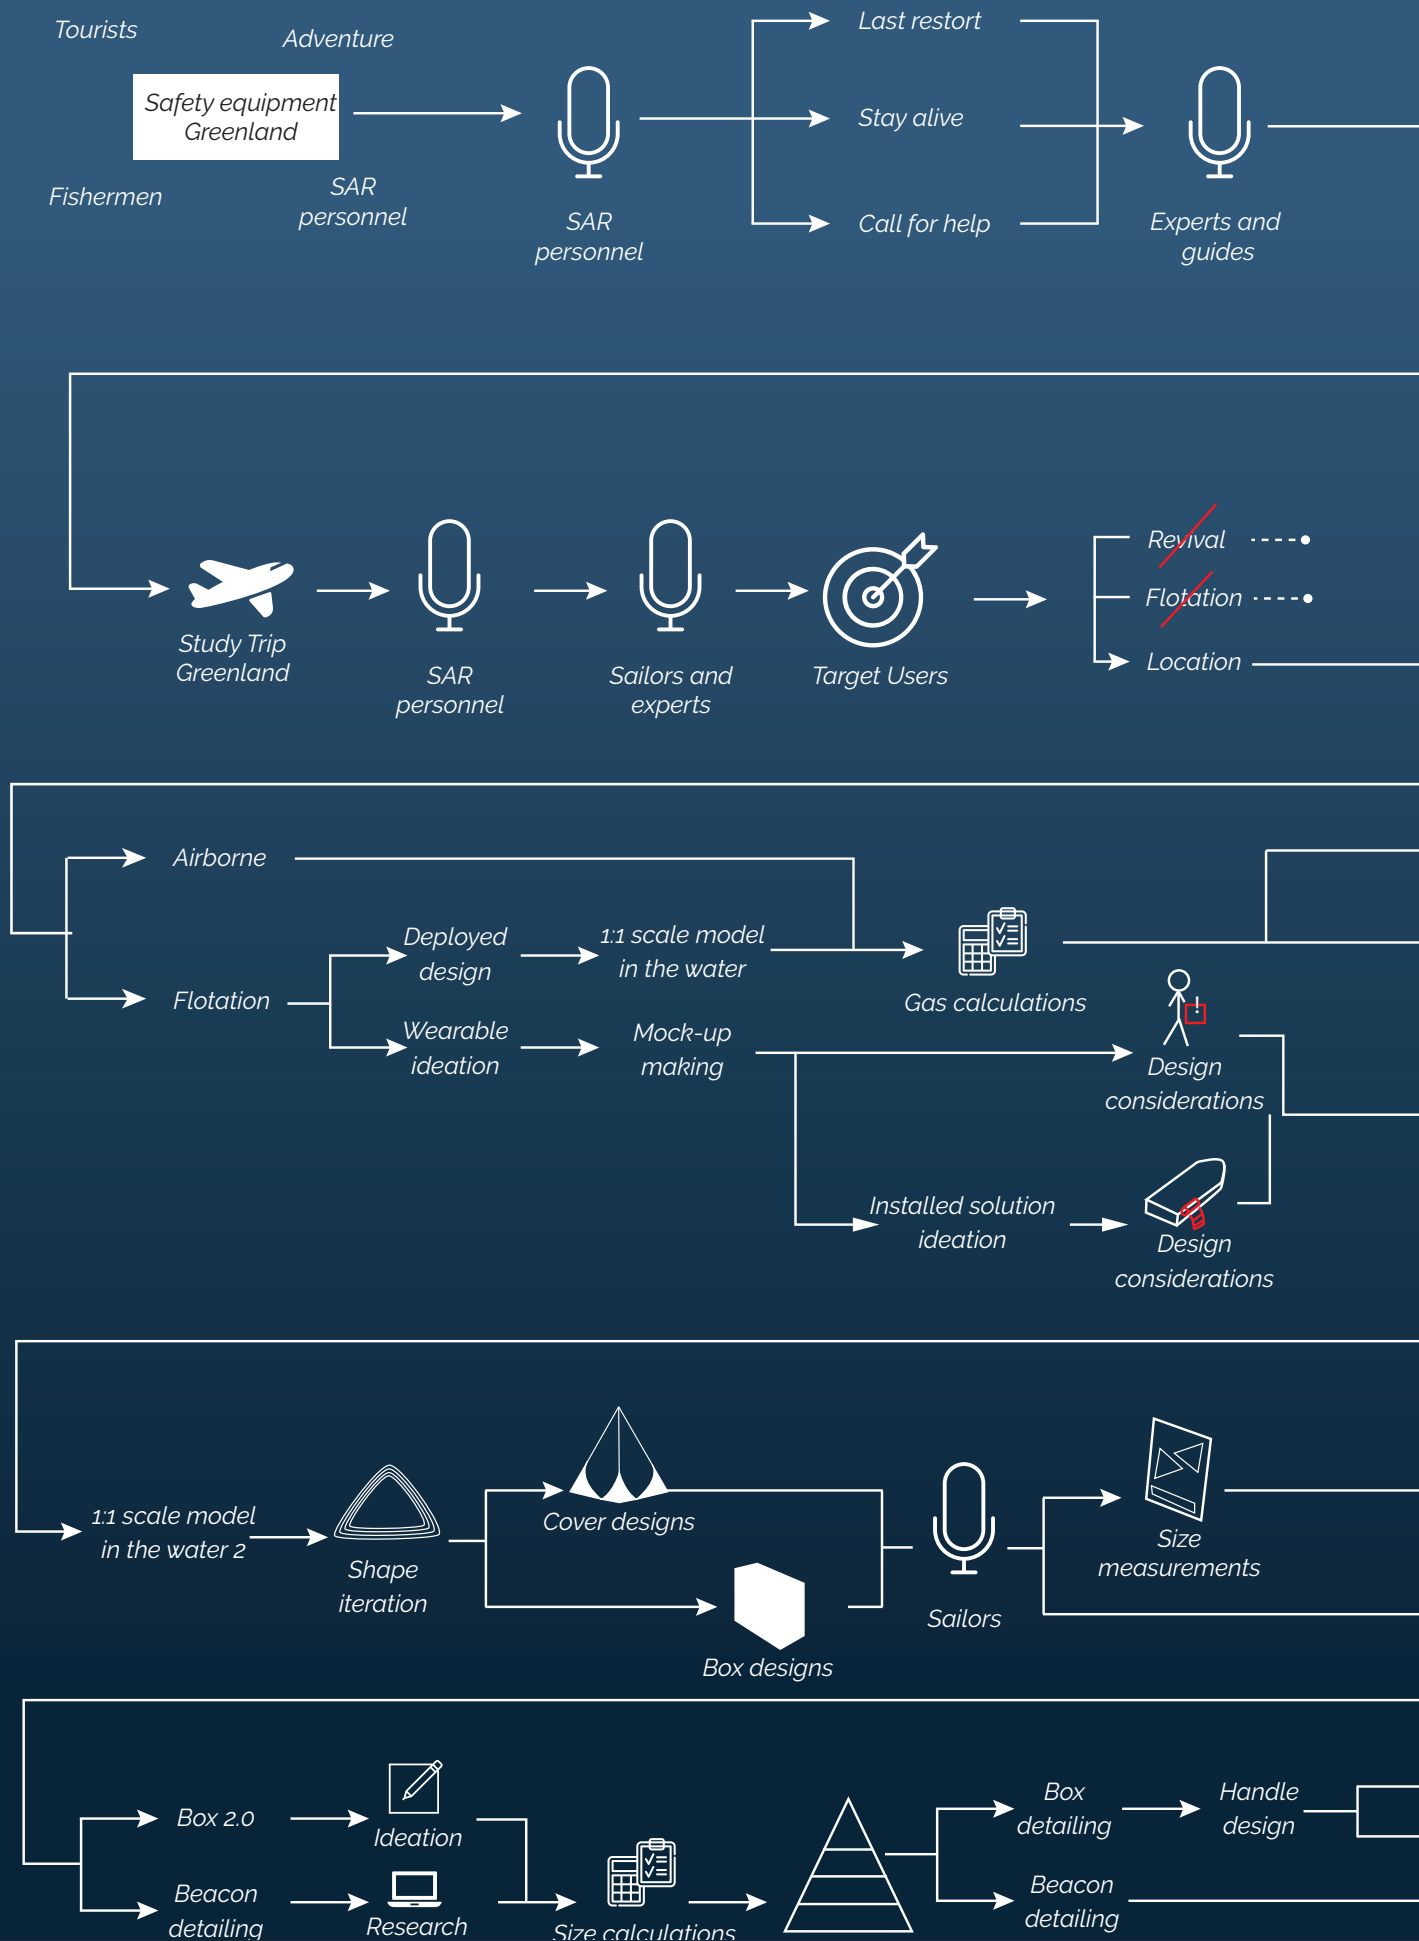 Tourists
Adventure
Safety equipment
Greenland
Fishermen
SAR
personnel
SAR
personnel
Last restort
Stay alive
Call for help
Experts and
guides
Study Trip
Greenland
SAR
personnel
Sailors and
experts
Target Users
Revival
Flotation
Location
Airborne
Flotation
Deployed
design
1:1 scale model
in the water
Wearable
ideation
Mock-up
making
Gas calculations
Design
considerations
Installed solution
ideation
Design
considerations
1:1 scale model
in the water 2
Shape
iteration
Cover designs
Box designs
Sailors
Size
measurements
Box 2.0
Ideation
Beacon
detailing
Research
Size calculations
Box
detailing
Handle
design
Beacon
detailing